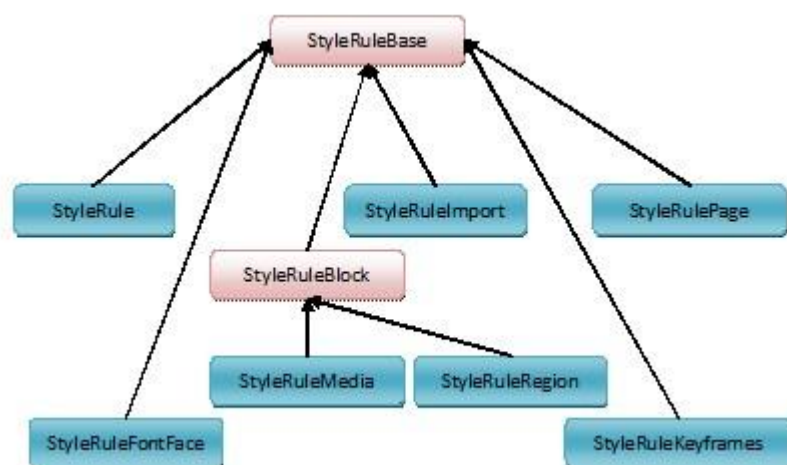 StyleRuleBase
StyleRule
StyleRuleImport
StyleRulePage
StyleRuleBlock
StyleRuleMedia
StyleRuleRegion
StyleRuleFontFace
StyleRuleKeyframes